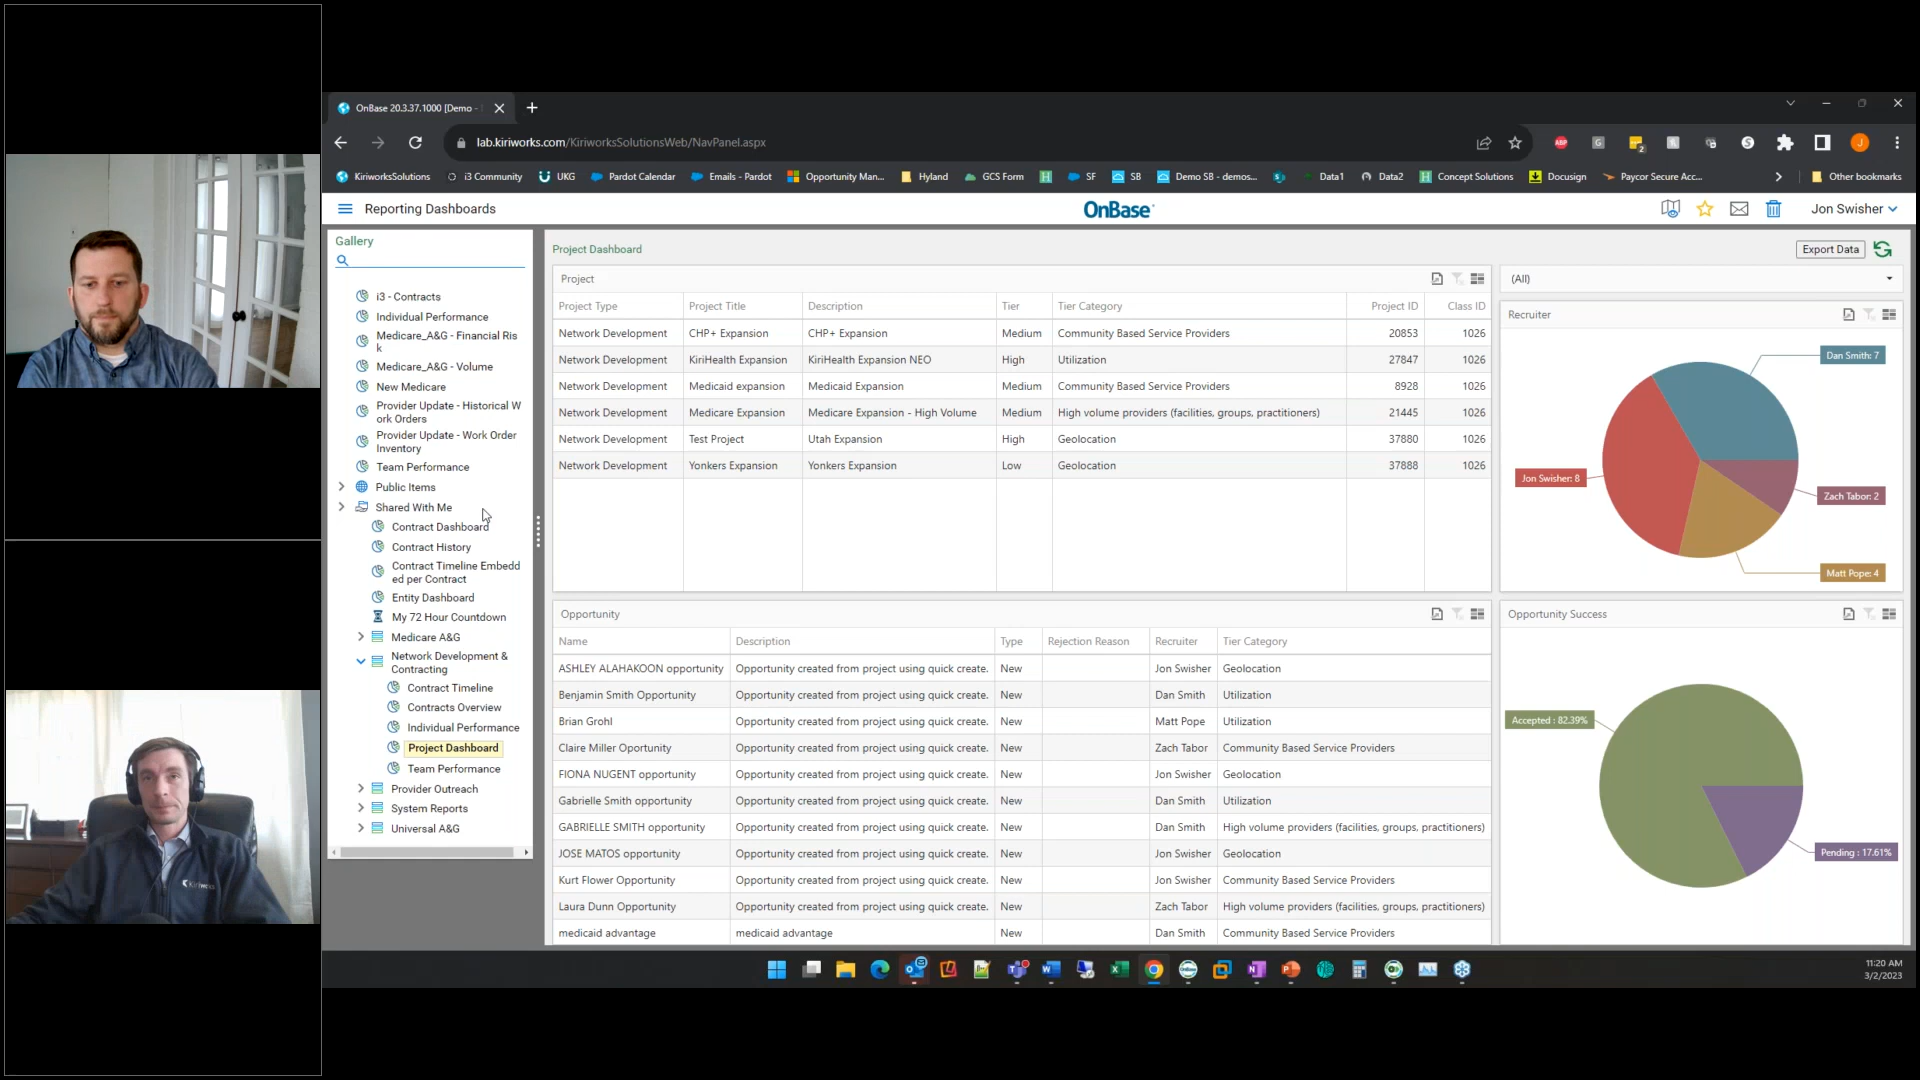 OnBase 20.3.37.1000 [Demo -
lab.kiriworks.com/KiriworksSolutionsWeb/NavPanel.aspx
KiriworksSolutions
i3 Community
UKG
Pardot Calendar
Emails - Pardot
Opportunity Man...
Hyland
GCS Form
SF
SB
Demo SB - demos...
Data1
Data2
Concept Solutions
Docusign
Paycor Secure Acc...
Other bookmarks
Reporting Dashboards
OnBase
Jon Swisher
Gallery
i3 - Contracts
Individual Performance
Medicare_A&G - Financial Ris
k
Medicare_A&G - Volume
New Medicare
Provider Update - Historical W
ork Orders
Provider Update - Work Order
Inventory
Team Performance
Public Items
Shared With Me
Contract Dashboard
Contract History
Contract Timeline Embedd
ed per Contract
Entity Dashboard
My 72 Hour Countdown
Medicare A&G
Network Development &
Contracting
Contract Timeline
Contracts Overview
Individual Performance
Project Dashboard
Team Performance
Provider Outreach
System Reports
Universal A&G
Project Dashboard
Export Data
Project
Project Type Project Title Description Tier Tier Category Project ID Class ID
Network Development CHP+ Expansion CHP+ Expansion Medium Community Based Service Providers 20853 1026
Network Development KiriHealth Expansion KiriHealth Expansion NEO High Utilization 27847 1026
Network Development Medicaid expansion Medicaid Expansion Medium Community Based Service Providers 8928 1026
Network Development Medicare Expansion Medicare Expansion - High Volume Medium High volume providers (facilities, groups, practitioners) 21445 1026
Network Development Test Project Utah Expansion High Geolocation 37880 1026
Network Development Yonkers Expansion Yonkers Expansion Low Geolocation 37888 1026
(All)
Recruiter
Dan Smith: 7
Jon Swisher: 8
Zach Tabor: 2
Matt Pope: 4
Opportunity
Name Description Type Rejection Reason Recruiter Tier Category
ASHLEY ALAHAKOON opportunity Opportunity created from project using quick create. New Jon Swisher Geolocation
Benjamin Smith Opportunity Opportunity created from project using quick create. New Dan Smith Utilization
Brian Grohl Opportunity created from project using quick create. New Matt Pope Utilization
Claire Miller Oportunity Opportunity created from project using quick create. New Zach Tabor Community Based Service Providers
FIONA NUGENT opportunity Opportunity created from project using quick create. New Jon Swisher Geolocation
Gabrielle Smith opportunity Opportunity created from project using quick create. New Dan Smith Utilization
GABRIELLE SMITH opportunity Opportunity created from project using quick create. New Dan Smith High volume providers (facilities, groups, practitioners)
JOSE MATOS opportunity Opportunity created from project using quick create. New Jon Swisher Geolocation
Kurt Flower Opportunity Opportunity created from project using quick create. New Jon Swisher Community Based Service Providers
Laura Dunn Opportunity Opportunity created from project using quick create. New Zach Tabor High volume providers (facilities, groups, practitioners)
medicaid advantage medicaid advantage New Dan Smith Community Based Service Providers
Opportunity Success
Accepted : 82.39%
Pending : 17.61%
Kiriworks
11:20 AM
3/2/2023